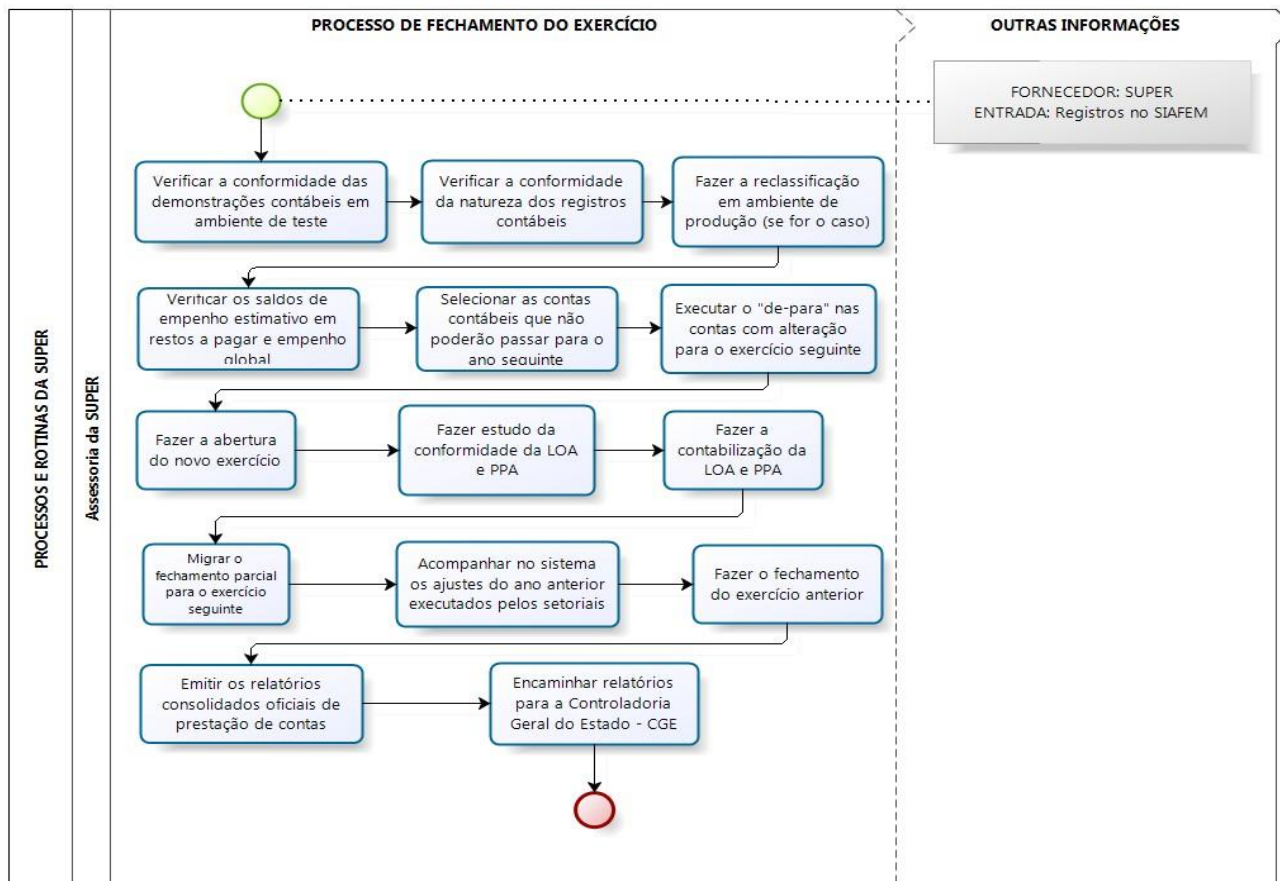 PROCESSO DE FECHAMENTO DO EXERCÍCIO
OUTRAS INFORMAÇÕES
PROCESSOS E ROTINAS DA SUPER
Assessoria da SUPER
FORNECEDOR: SUPER
ENTRADA: Registros no SIAFEM
Verificar a conformidade das
demonstrações contábeis em
ambiente de teste
Verificar a conformidade
da natureza dos registros
contábeis
Fazer a reclassificação
em ambiente de
produção (se for o caso)
Verificar os saldos de
empenho estimativo em
restos a pagar e empenho
global
Selecionar as contas
contábeis que não
poderão passar para o
ano seguinte
Executar o "de-para" nas
contas com alteração
para o exercício seguinte
Fazer a abertura
do novo exercício
Fazer estudo da
conformidade da LOA e
PPA
Fazer a
contabilização da
LOA e PPA
Migrar o
fechamento parcial
para o exercício
seguinte
Acompanhar no sistema
os ajustes do ano anterior
executados pelos setoriais
Fazer o fechamento
do exercício anterior
Emitir os relatórios
consolidados oficiais de
prestação de contas
Encaminhar relatórios
para a Controladoria
Geral do Estado - CGE